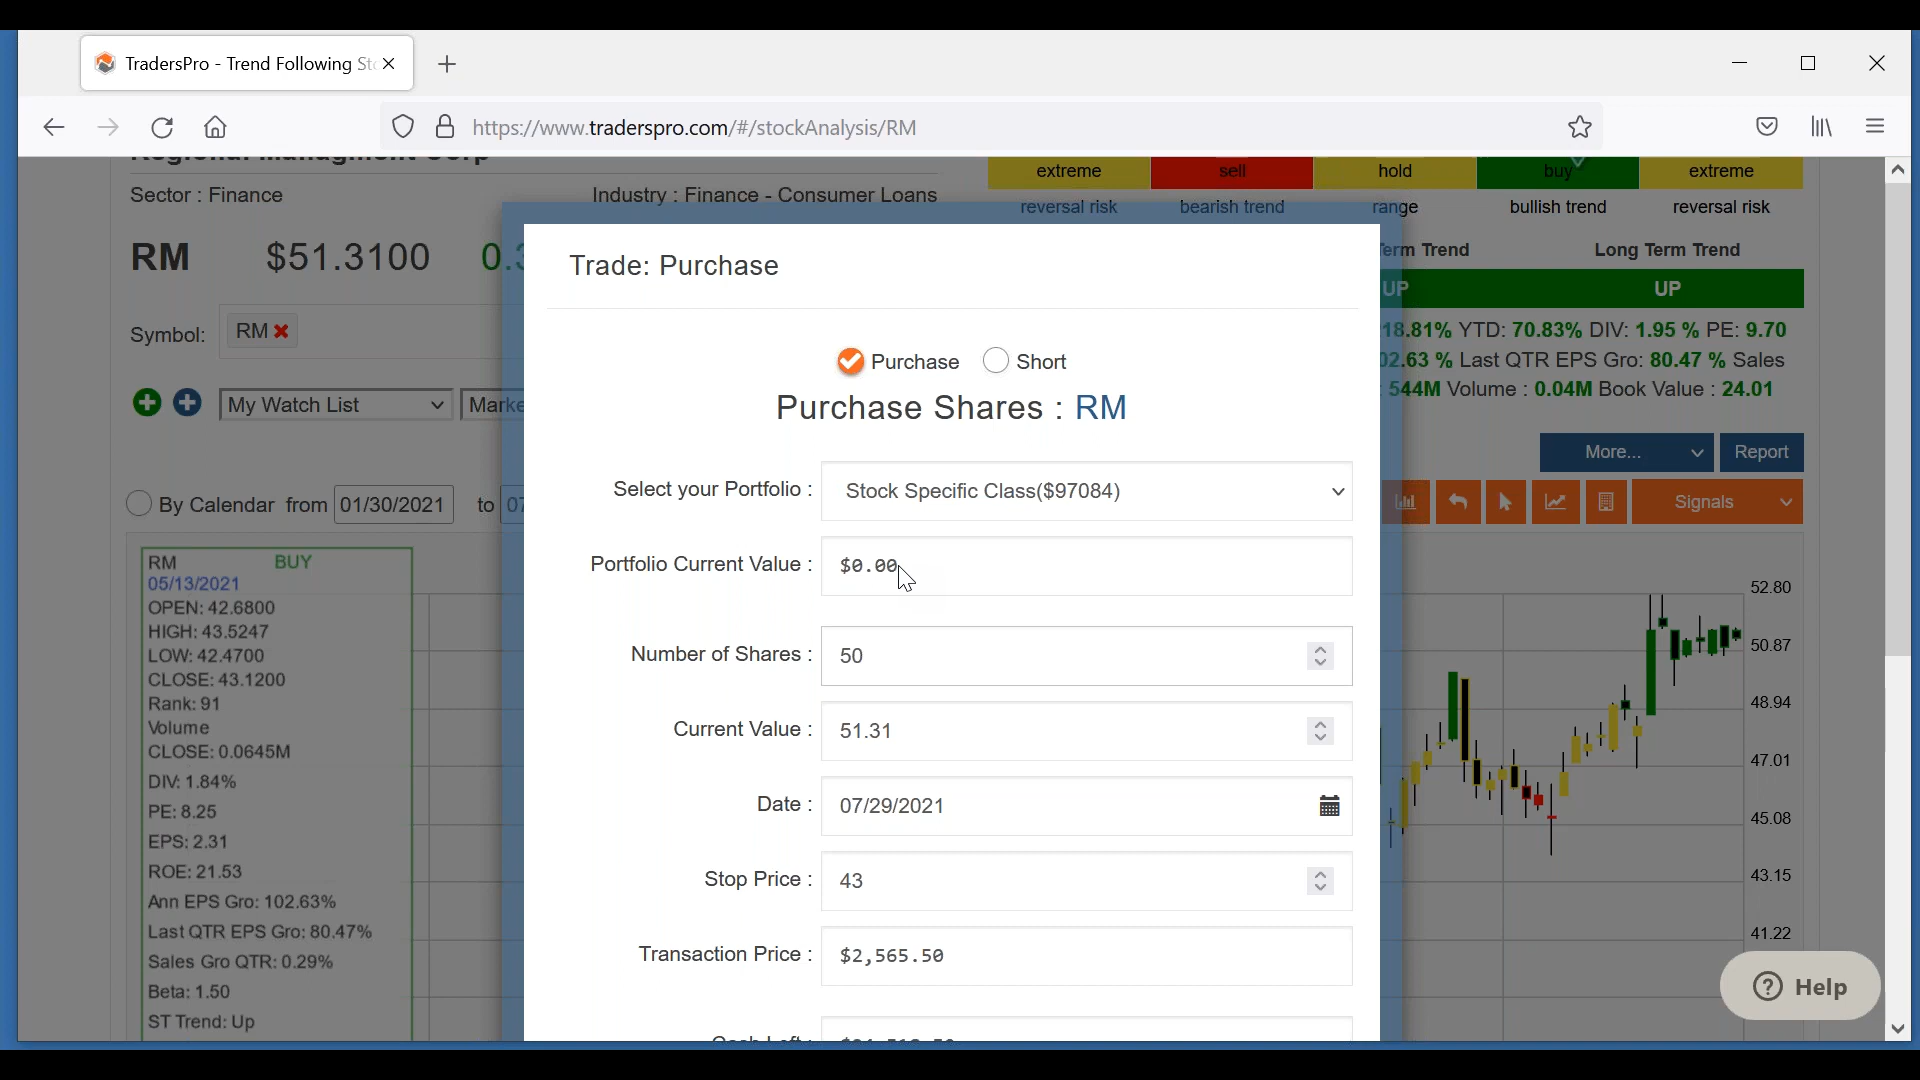 TradersPro - Trend Following St
https://www.traderspro.com/#/stockAnalysis/RM
Sector : Finance
Industry : Finance - Consumer Loans
extreme
sell
hold
buy
extreme
reversal risk
bearish trend
range
bullish trend
reversal risk
RM
$51.3100
Term Trend
Long Term Trend
UP
UP
Symbol:
RM
18.81% YTD: 70.83% DIV: 1.95 % PE: 9.70
02.63 % Last QTR EPS Gro: 80.47 % Sales
544M Volume : 0.04M Book Value : 24.01
My Watch List
More...
Report
By Calendar from 01/30/2021 to
Signals
RM BUY
05/13/2021
OPEN: 42.6800
HIGH: 43.5247
LOW: 42.4700
CLOSE: 43.1200
Rank: 91
Volume
CLOSE: 0.0645M
DIV: 1.84%
PE: 8.25
EPS: 2.31
ROE: 21.53
Ann EPS Gro: 102.63%
Last QTR EPS Gro: 80.47%
Sales Gro QTR: 0.29%
Beta: 1.50
ST Trend: Up
Trade: Purchase
Purchase
Short
Purchase Shares : RM
Select your Portfolio : Stock Specific Class($97084)
Portfolio Current Value : $0.00
Number of Shares : 50
Current Value : 51.31
Date : 07/29/2021
Stop Price : 43
Transaction Price : $2,565.50
Cash Left :
52.80
50.87
48.94
47.01
45.08
43.15
41.22
Help